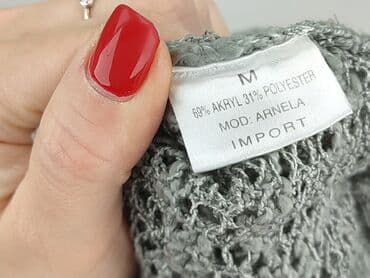 M
69% AKRYL 31% POLYESTER
MOD: ARNELA
IMPORT